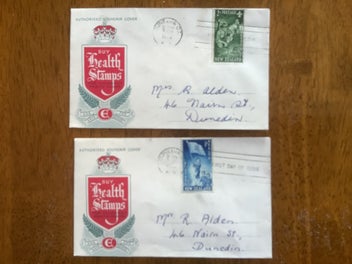 AUTHORISED SOUVENIR COVER
BUY
Health
Stamps
E
NEW ZEALAND
Mrs R Alden
46 Nairn St,
Dunedin
AUTHORISED SOUVENIR COVER
BUY
Health
Stamps
E
NEW ZEALAND
FIRST DAY OF ISSUE
Mrs R Alden
46 Nairn St,
Dunedin